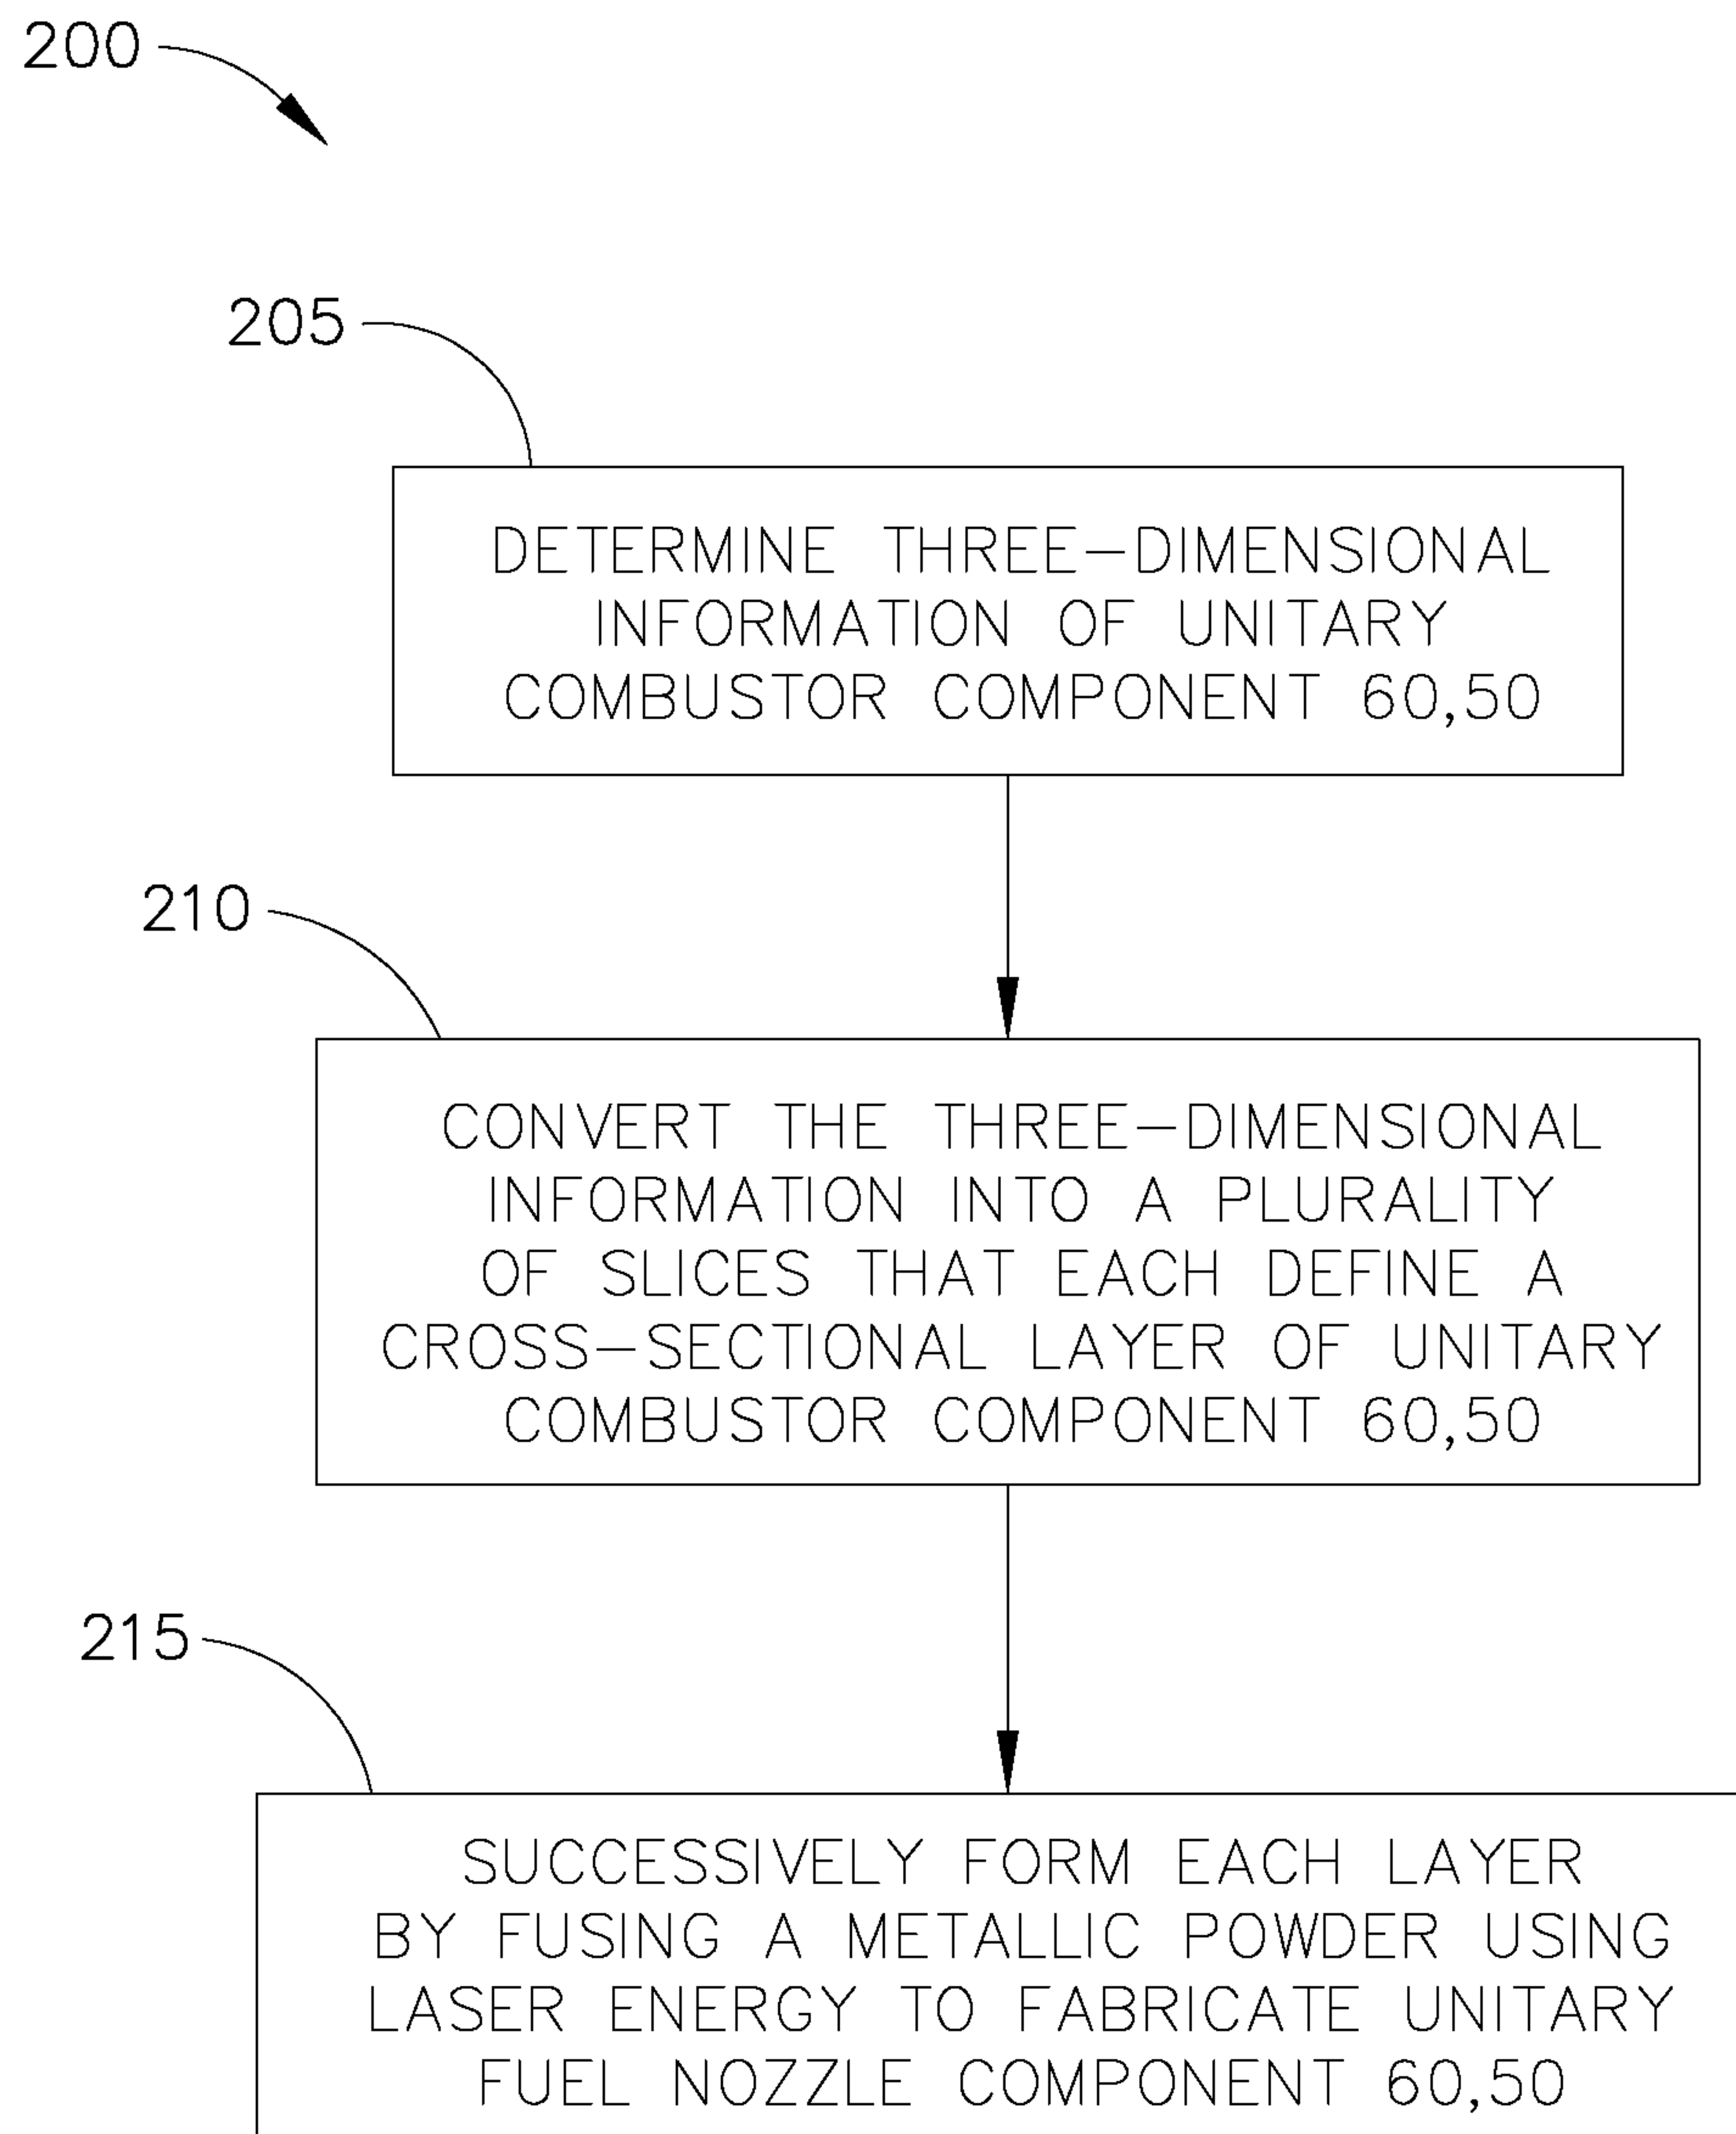 200
205
DETERMINE THREE-DIMENSIONAL
INFORMATION OF UNITARY
COMBUSTOR COMPONENT 60,50
210
CONVERT THE THREE-DIMENSIONAL
INFORMATION INTO A PLURALITY
OF SLICES THAT EACH DEFINE A
CROSS-SECTIONAL LAYER OF UNITARY
COMBUSTOR COMPONENT 60,50
215
SUCCESSIVELY FORM EACH LAYER
BY FUSING A METALLIC POWDER USING
LASER ENERGY TO FABRICATE UNITARY
FUEL NOZZLE COMPONENT 60,50